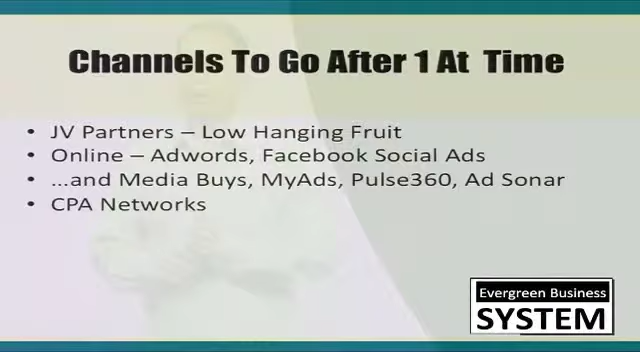 Channels To Go After 1 At  Time
• JV Partners – Low Hanging Fruit
• Online – Adwords, Facebook Social Ads
• ...and Media Buys, MyAds, Pulse360, Ad Sonar
• CPA Networks
Evergreen Business
SYSTEM